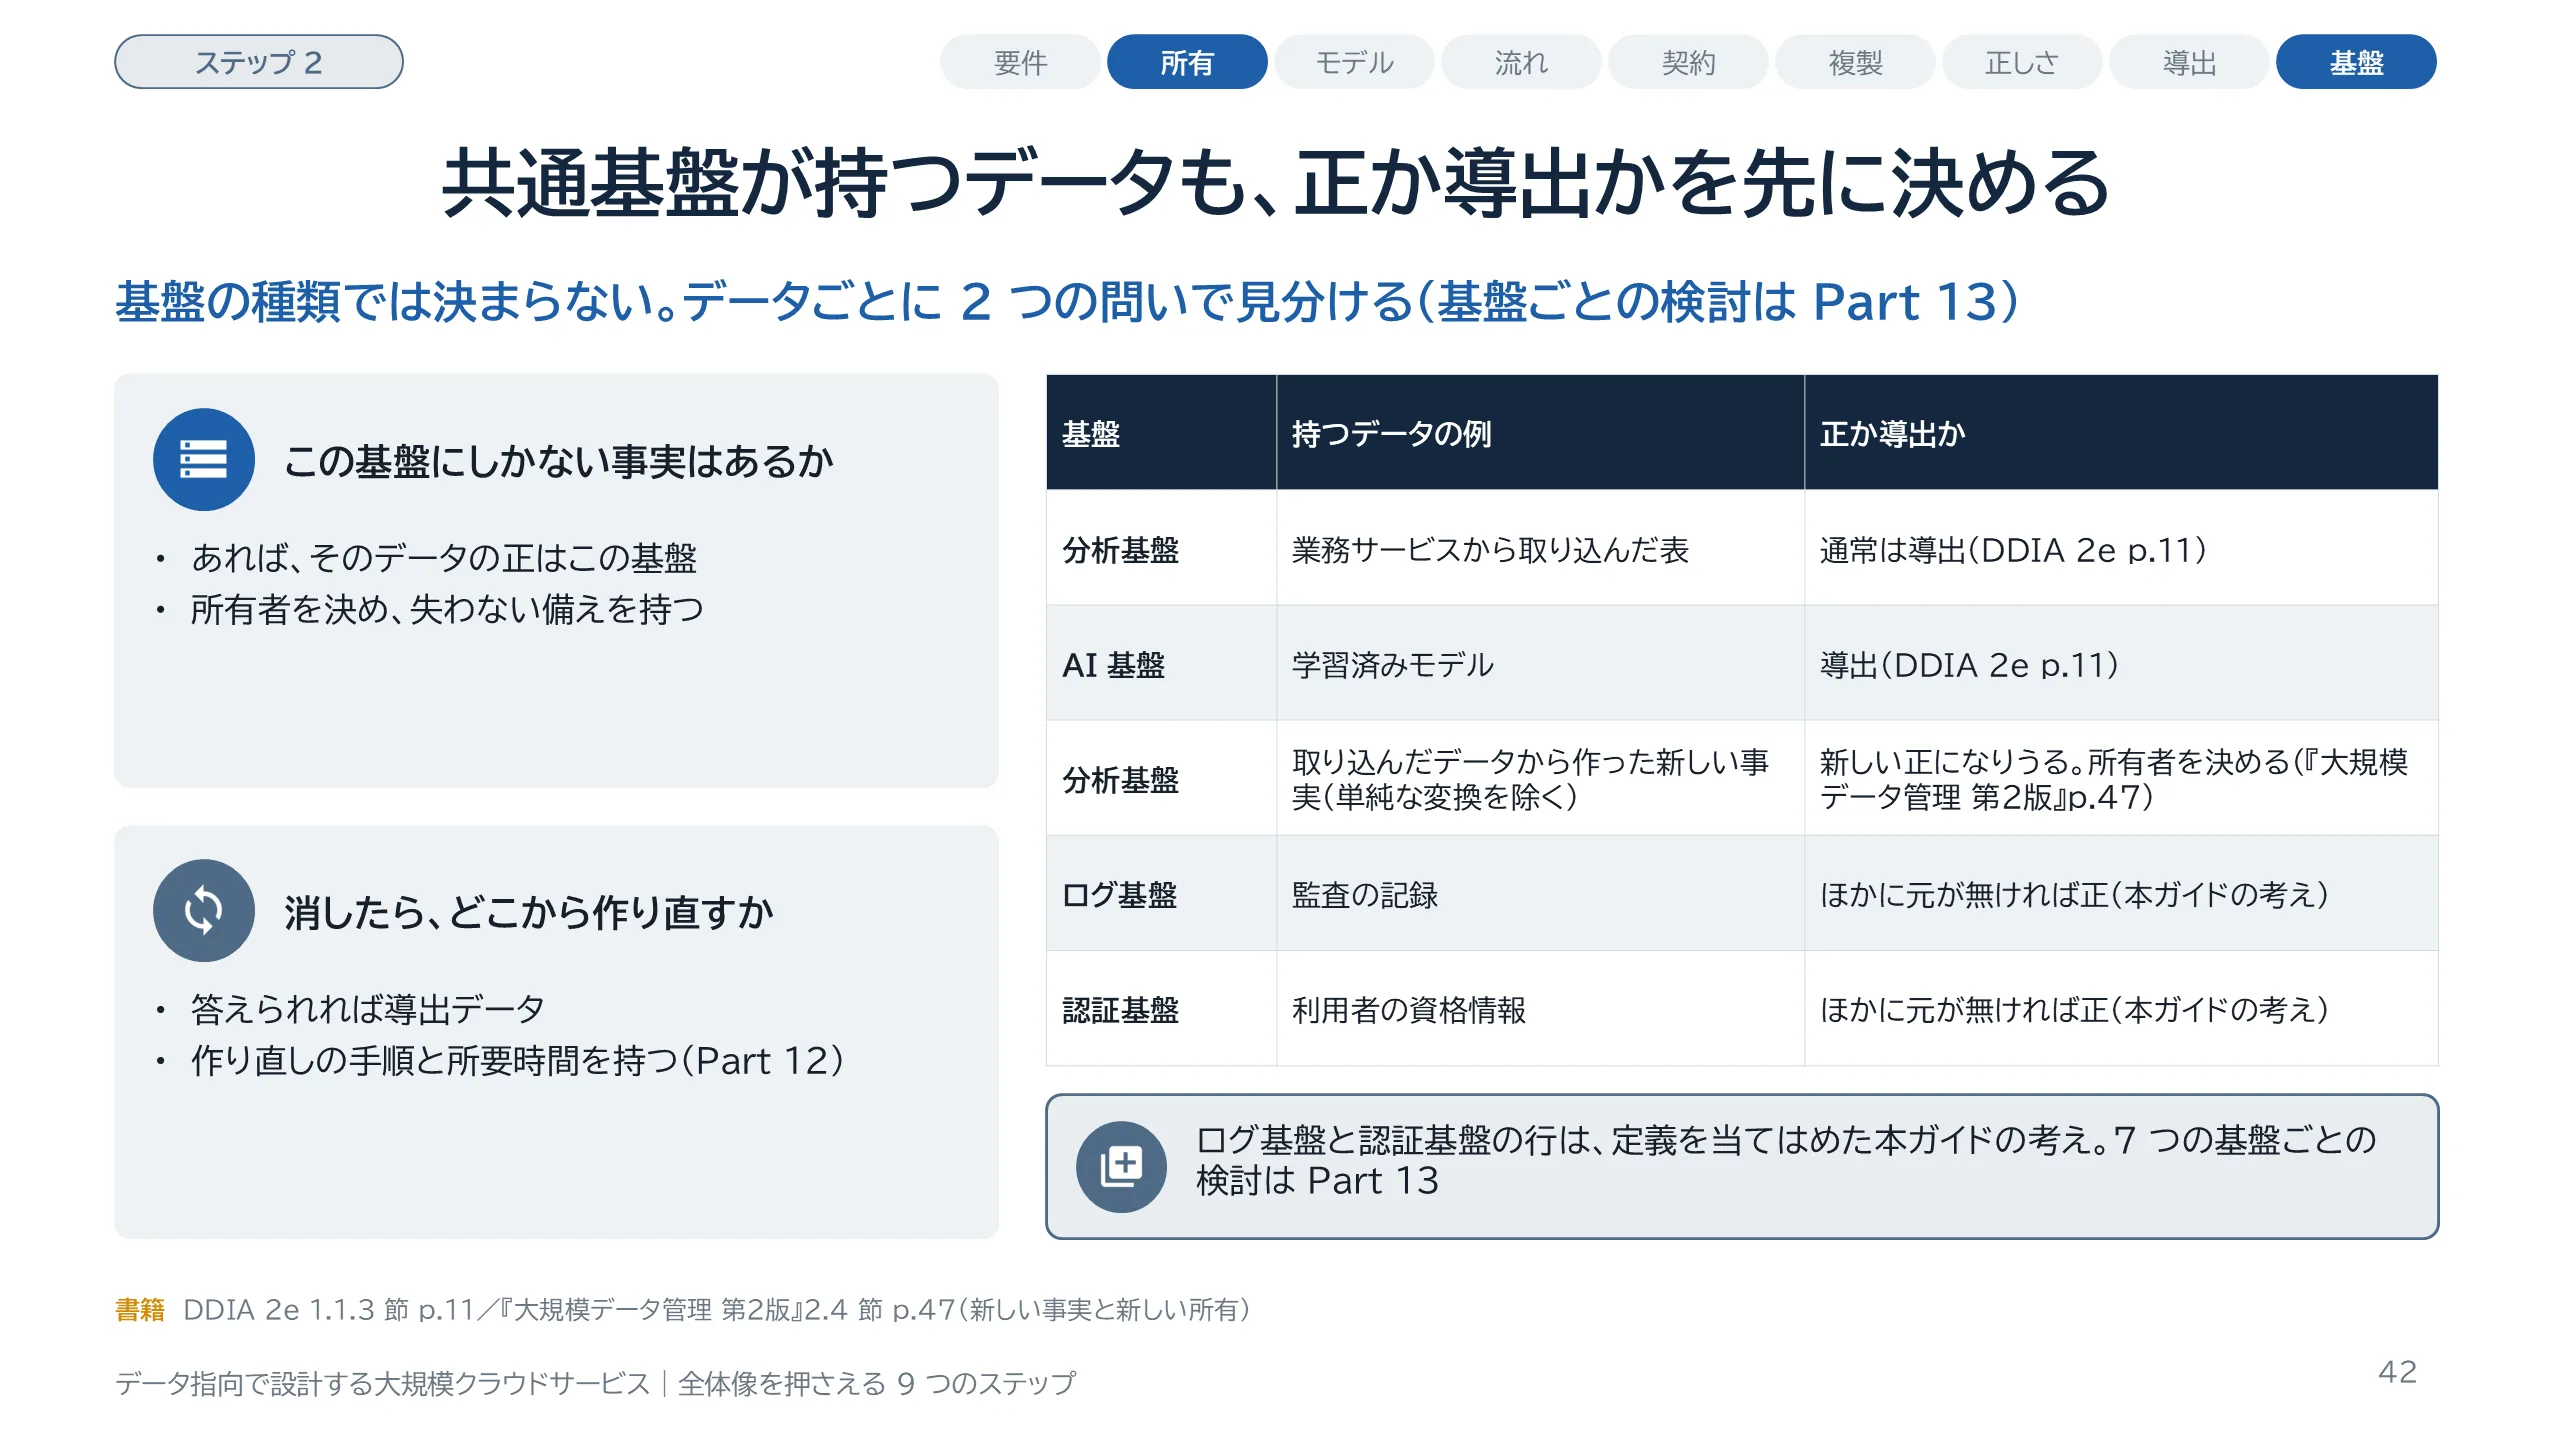 ステップ 2
要件
所有
モデル
流れ
契約
複製
正しさ
導出
基盤
共通基盤が持つデータも、正か導出かを先に決める
基盤の種類では決まらない。データごとに 2 つの問いで見分ける（基盤ごとの検討は Part 13）
この基盤にしかない事実はあるか
・ あれば、そのデータの正はこの基盤
・ 所有者を決め、失わない備えを持つ
消したら、どこから作り直すか
・ 答えられれば導出データ
・ 作り直しの手順と所要時間を持つ（Part 12）
基盤 持つデータの例 正か導出か
分析基盤 業務サービスから取り込んだ表 通常は導出（DDIA 2e p.11）
AI 基盤 学習済みモデル 導出（DDIA 2e p.11）
分析基盤 取り込んだデータから作った新しい事
実（単純な変換を除く） 新しい正になりうる。所有者を決める（『大規模
データ管理 第2版』p.47）
ログ基盤 監査の記録 ほかに元が無ければ正（本ガイドの考え）
認証基盤 利用者の資格情報 ほかに元が無ければ正（本ガイドの考え）
ログ基盤と認証基盤の行は、定義を当てはめた本ガイドの考え。7 つの基盤ごとの
検討は Part 13
書籍 DDIA 2e 1.1.3 節 p.11／『大規模データ管理 第2版』2.4 節 p.47（新しい事実と新しい所有）
データ指向で設計する大規模クラウドサービス｜全体像を押さえる 9 つのステップ
42